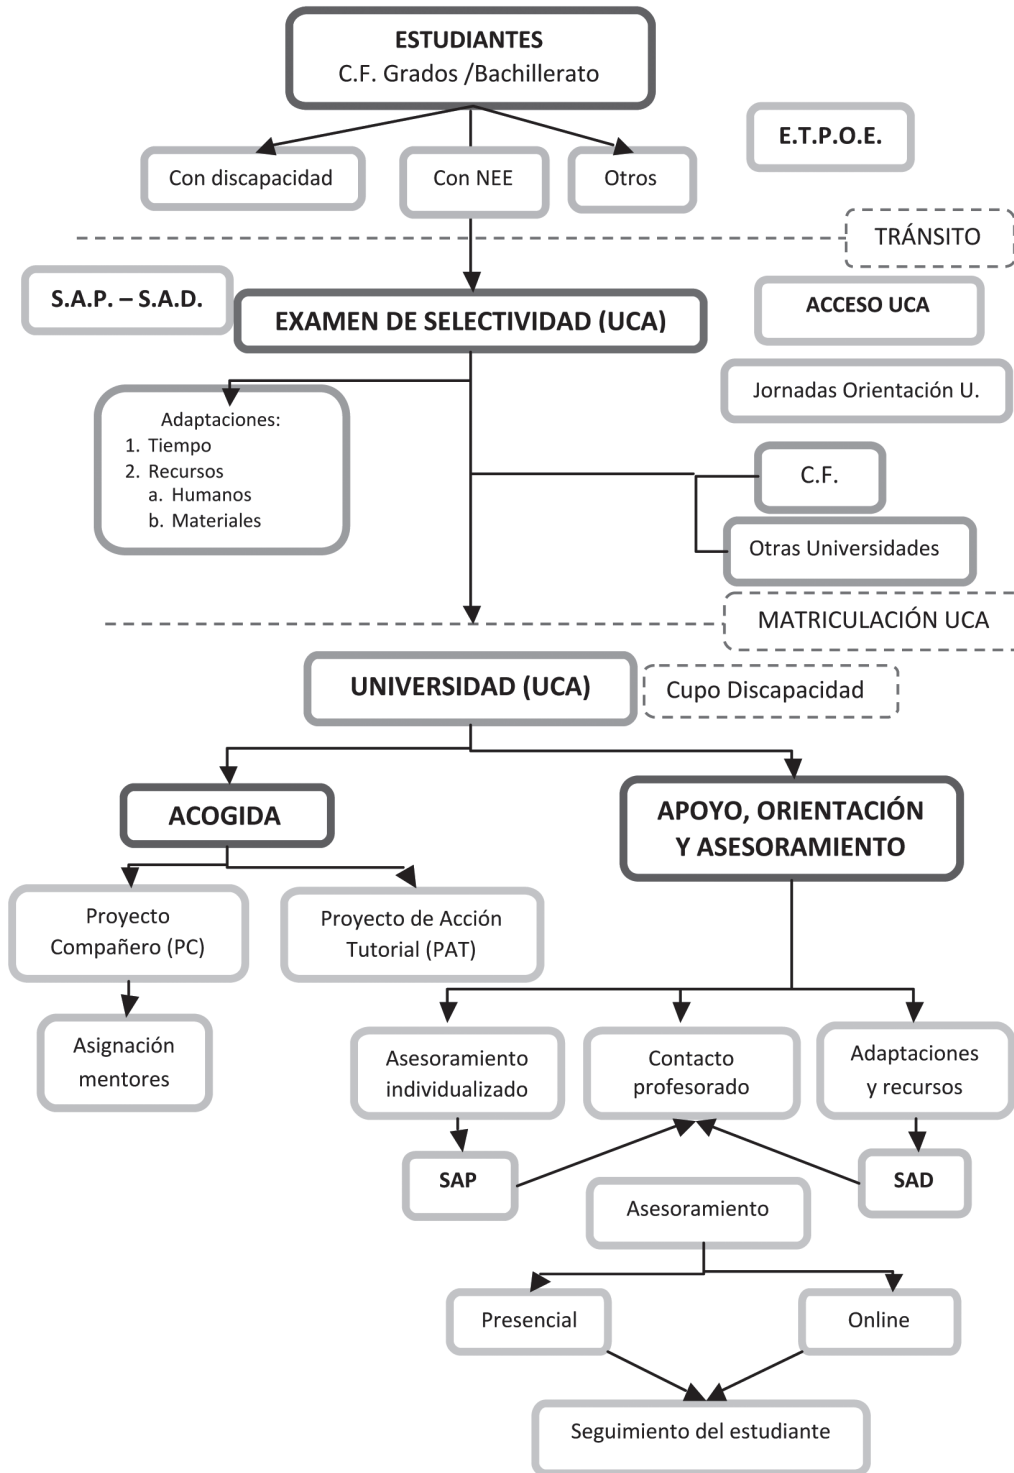 ESTUDIANTES
C.F. Grados /Bachillerato
E.T.P.O.E.
Con discapacidad
Con NEE
Otros
TRÁNSITO
S.A.P. – S.A.D.
EXAMEN DE SELECTIVIDAD (UCA)
ACCESO UCA
Jornadas Orientación U.
Adaptaciones:
1. Tiempo
2. Recursos
a. Humanos
b. Materiales
C.F.
Otras Universidades
MATRICULACIÓN UCA
UNIVERSIDAD (UCA)
Cupo Discapacidad
ACOGIDA
APOYO, ORIENTACIÓN
Y ASESORAMIENTO
Proyecto
Compañero (PC)
Proyecto de Acción
Tutorial (PAT)
Asignación
mentores
Asesoramiento
individualizado
Contacto
profesorado
Adaptaciones
y recursos
SAP
SAD
Asesoramiento
Presencial
Online
Seguimiento del estudiante